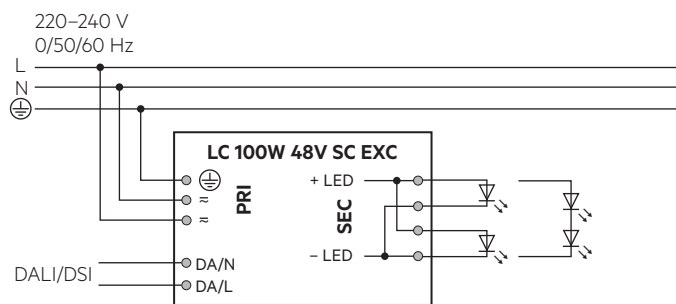 220–240 V
0/50/60 Hz
L
N
LC 100W 48V SC EXC
PRI
≂
≂
+ LED
SEC
– LED
DALI/DSI
DA/N
DA/L